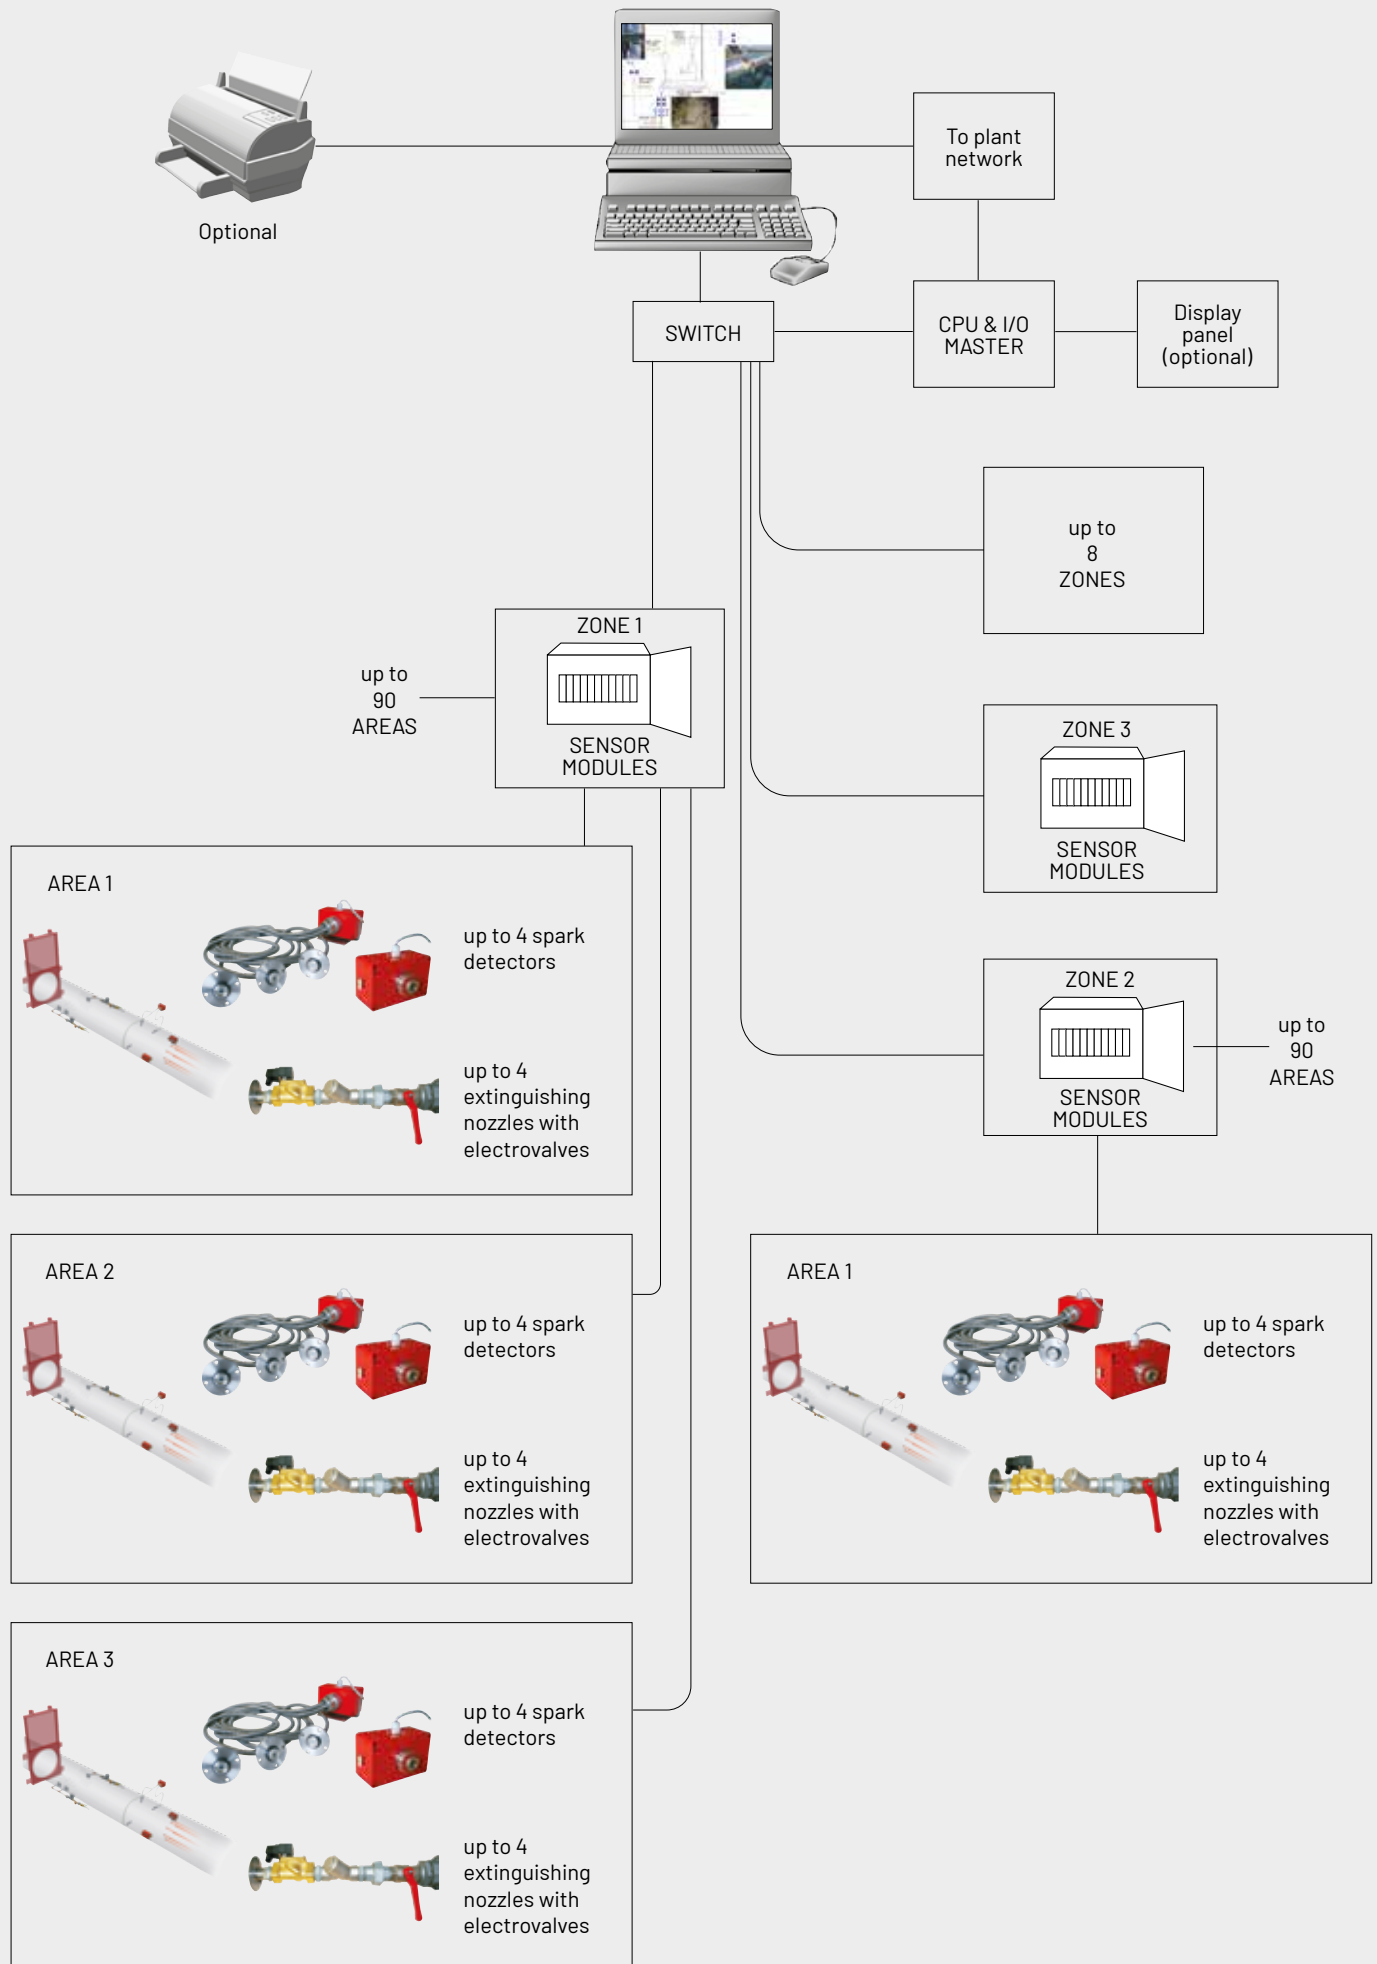 Optional
To plant
network
SWITCH
CPU & I/O
MASTER
Display
panel
(optional)
up to
8
ZONES
ZONE 1
SENSOR
MODULES
up to
90
AREAS
ZONE 3
SENSOR
MODULES
ZONE 2
SENSOR
MODULES
up to
90
AREAS
AREA 1
up to 4 spark
detectors
up to 4
extinguishing
nozzles with
electrovalves
AREA 2
up to 4 spark
detectors
up to 4
extinguishing
nozzles with
electrovalves
AREA 1
up to 4 spark
detectors
up to 4
extinguishing
nozzles with
electrovalves
AREA 3
up to 4 spark
detectors
up to 4
extinguishing
nozzles with
electrovalves